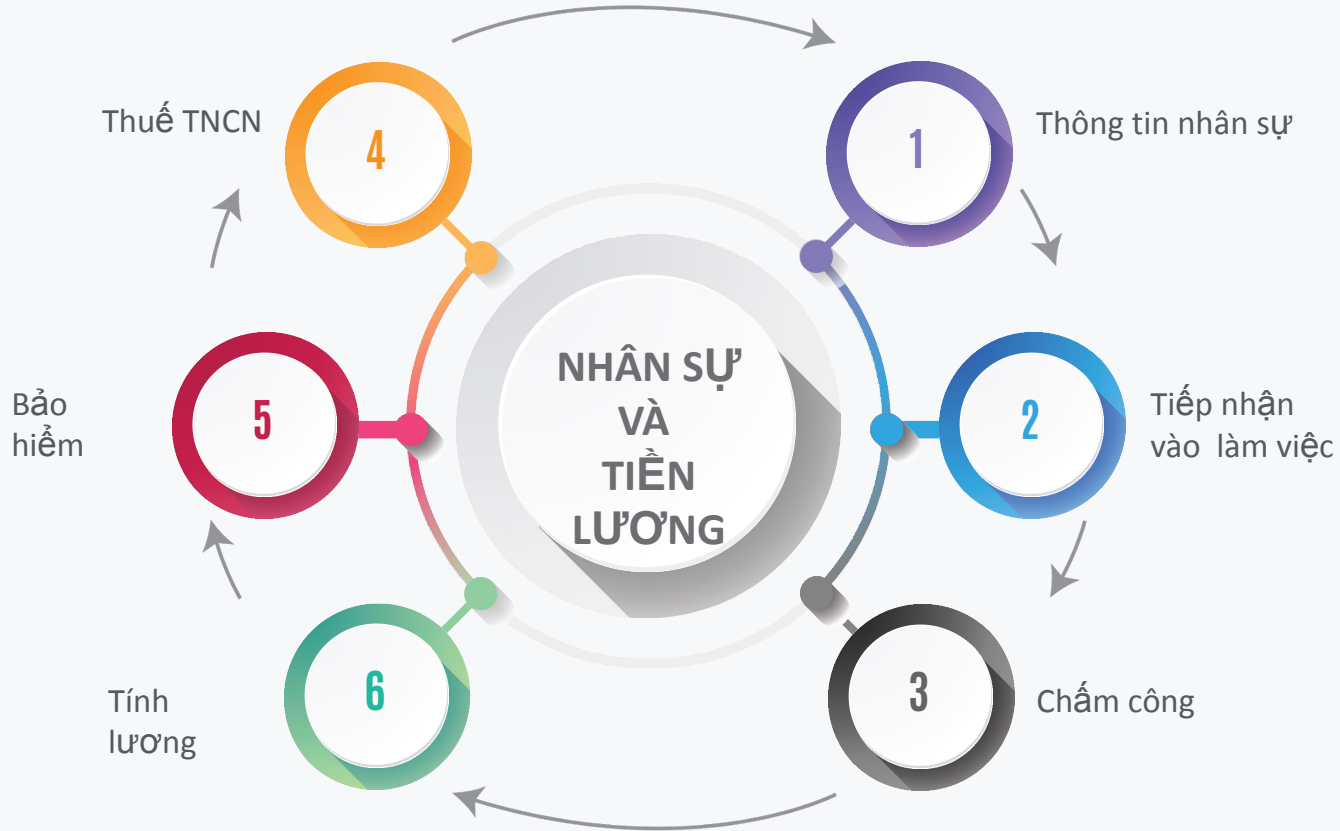 4
Thuế TNCN
1
Thông tin nhân sự
NHÂN SỰ
VÀ
TIỀN
LƯƠNG
5
Bảo
hiểm
2
Tiếp nhận
vào  làm việc
6
Tính
lương
3
Chấm công